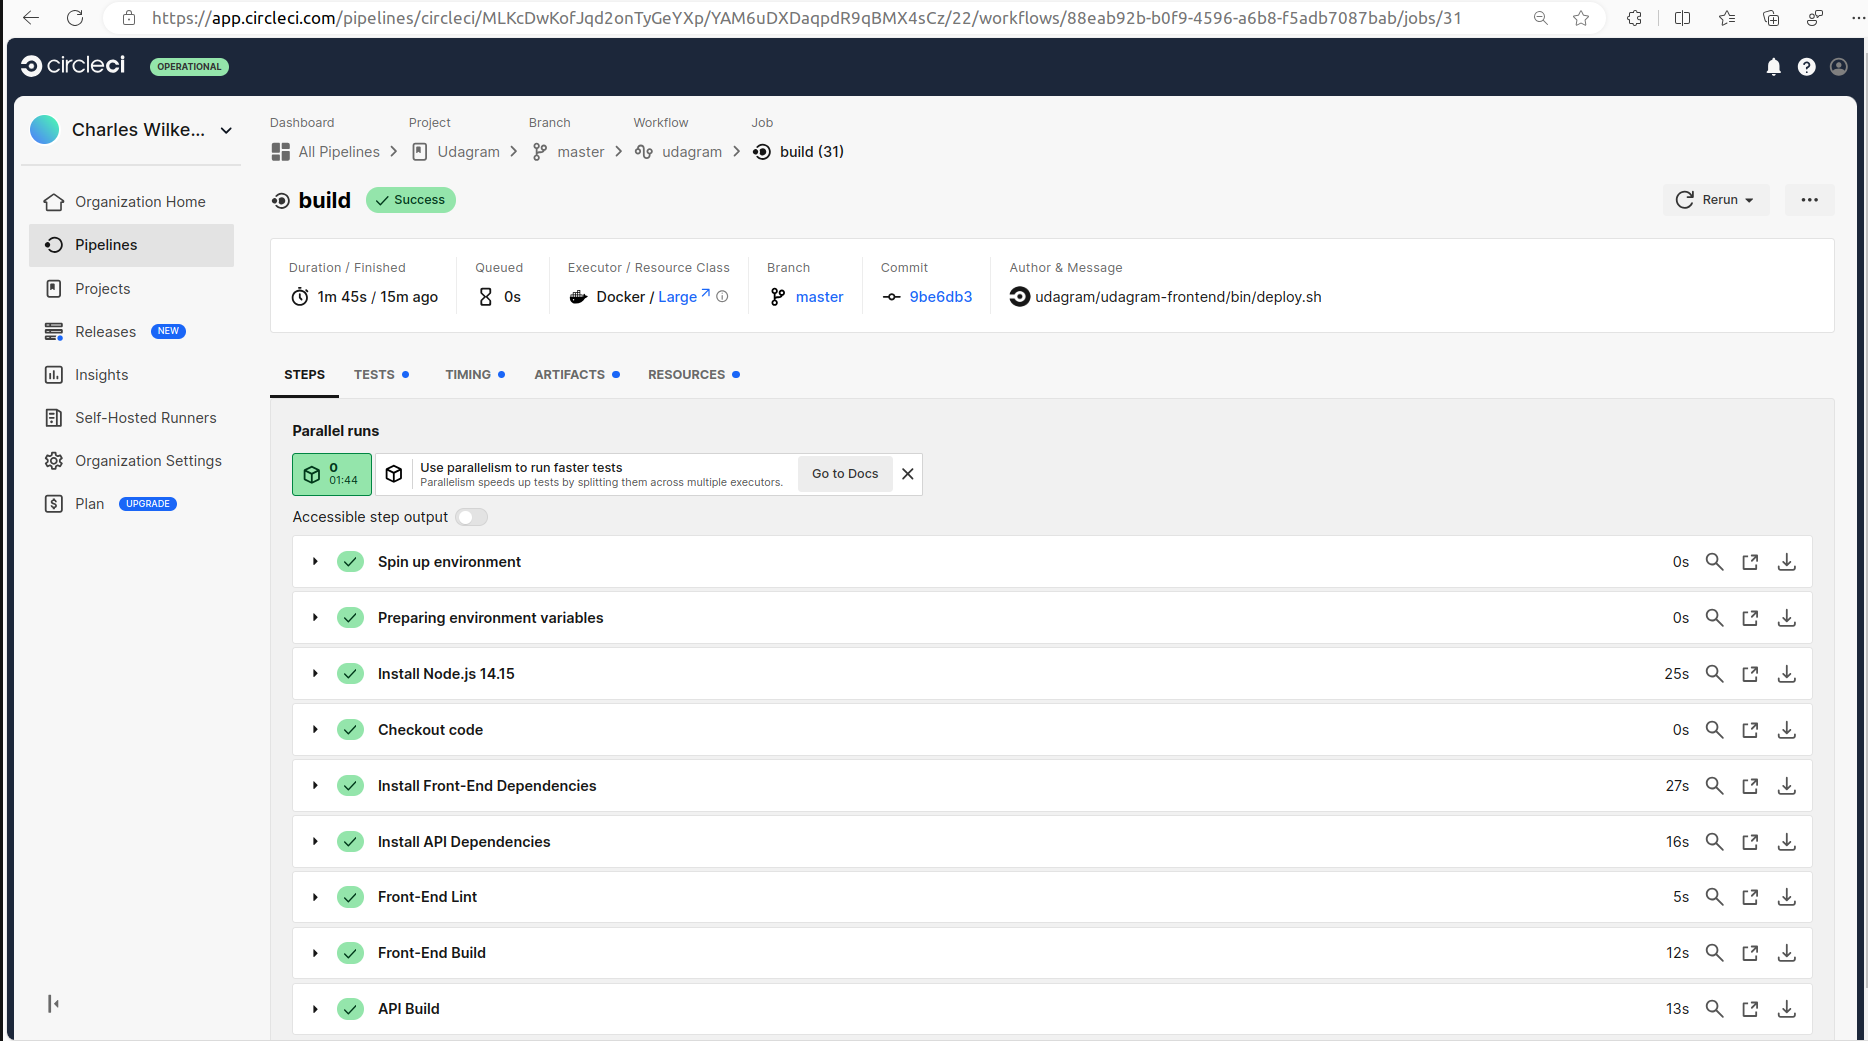 https://app.circleci.com/pipelines/circleci/MLKcDwKofJqd2onTyGeYXp/YAM6uDXDaqpdR9qBMX4sCz/22/workflows/88eab92b-b0f9-4596-a6b8-f5adb7087bab/jobs/31
circleci OPERATIONAL
Charles Wilke...
Organization Home
Pipelines
Projects
Releases NEW
Insights
Self-Hosted Runners
Organization Settings
Plan UPGRADE
Dashboard Project Branch Workflow Job
All Pipelines Udagram master udagram build (31)
build Success
Rerun
Duration / Finished Queued Executor / Resource Class Branch Commit Author & Message
1m 45s / 15m ago 0s Docker / Large master 9be6db3 udagram/udagram-frontend/bin/deploy.sh
STEPS TESTS TIMING ARTIFACTS RESOURCES
Parallel runs
0
01:44
Use parallelism to run faster tests
Parallelism speeds up tests by splitting them across multiple executors.
Go to Docs
Accessible step output
Spin up environment 0s
Preparing environment variables 0s
Install Node.js 14.15 25s
Checkout code 0s
Install Front-End Dependencies 27s
Install API Dependencies 16s
Front-End Lint 5s
Front-End Build 12s
API Build 13s